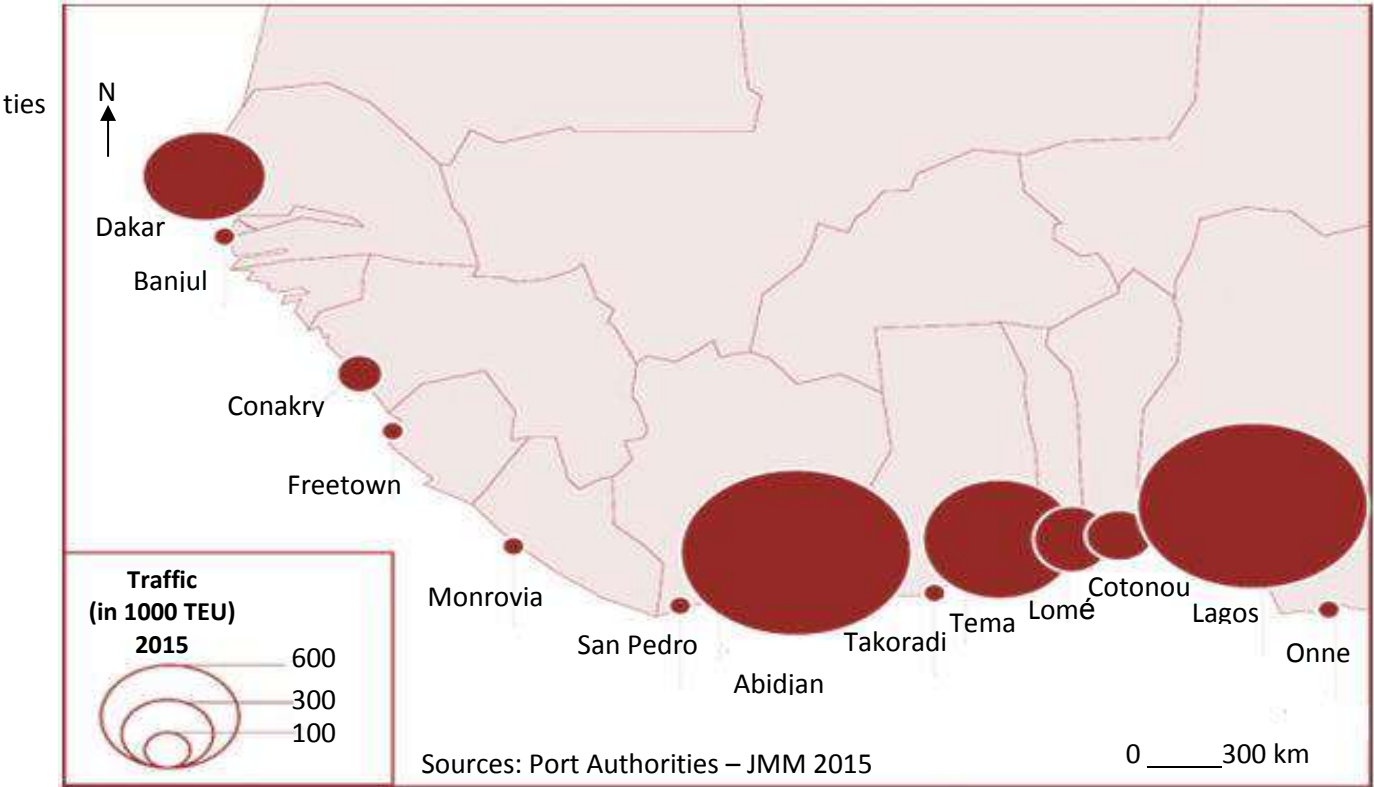 ties
N
Dakar
Banjul
Conakry
Freetown
Monrovia
San Pedro
Abidjan
Takoradi
Tema
Lomé
Cotonou
Lagos
Onne
Traffic
(in 1000 TEU)
2015
600
300
100
Sources: Port Authorities – JMM 2015
0 300 km